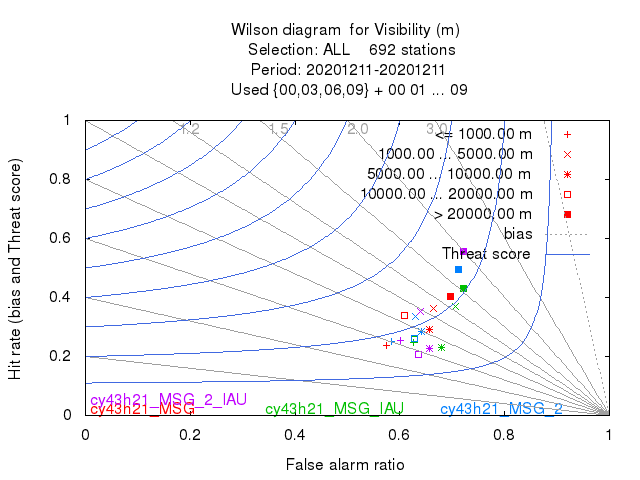 Wilson diagram for Visibility (m)
Selection: ALL 692 stations
Period: 20201211-20201211
Used {00,03,06,09} + 00 01 ... 09
1.2 1.5 2.0 3.0
<= 1000.00 m
1000.00 ... 5000.00 m
5000.00 ... 10000.00 m
10000.00 ... 20000.00 m
> 20000.00 m
bias
Threat score
Hit rate (bias and Threat score)
1
0.8
0.6
0.4
0.2
0
cy43h21_MSG_2_IAU
cy43h21_MSG cy43h21_MSG_IAU cy43h21_MSG_2
0 0.2 0.4 0.6 0.8 1
False alarm ratio